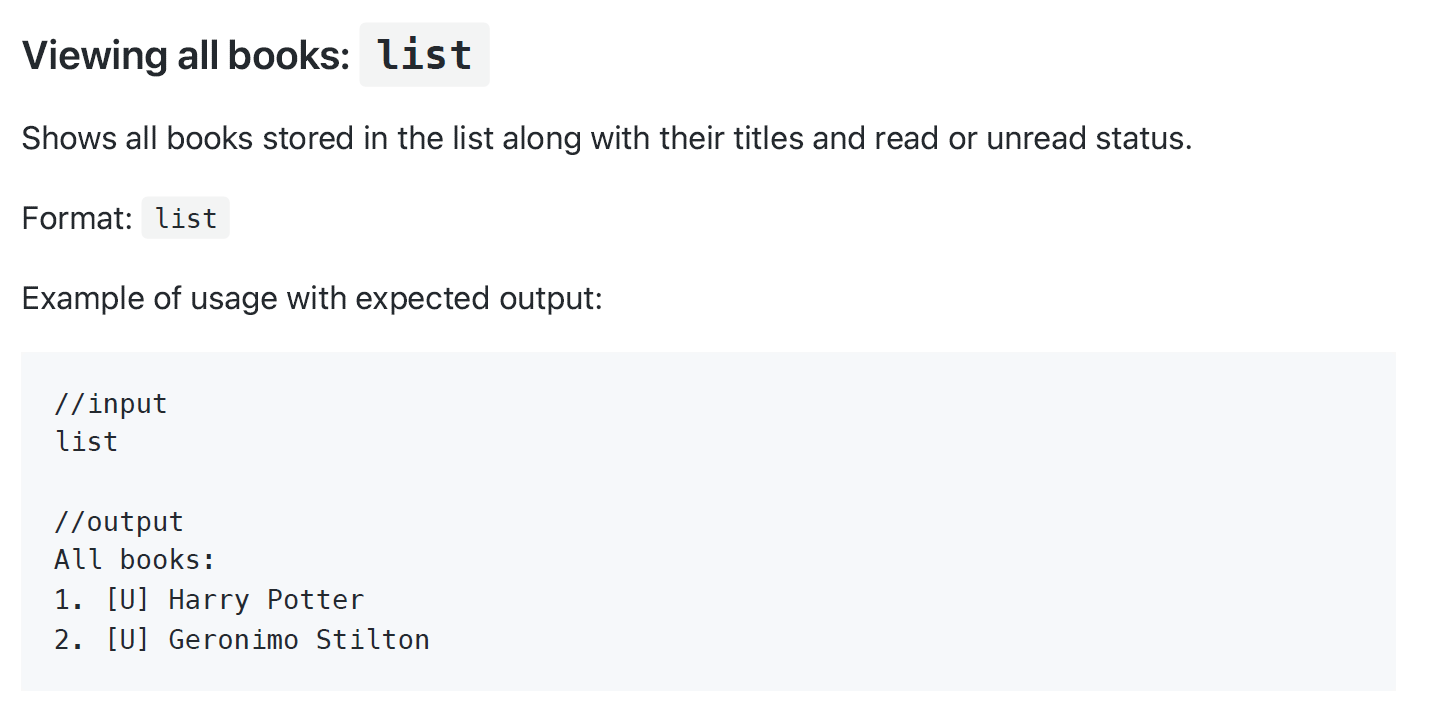 Viewing all books: list
Shows all books stored in the list along with their titles and read or unread status.
Format: list
Example of usage with expected output:
//input
list
//output
All books:
1. [U] Harry Potter
2. [U] Geronimo Stilton